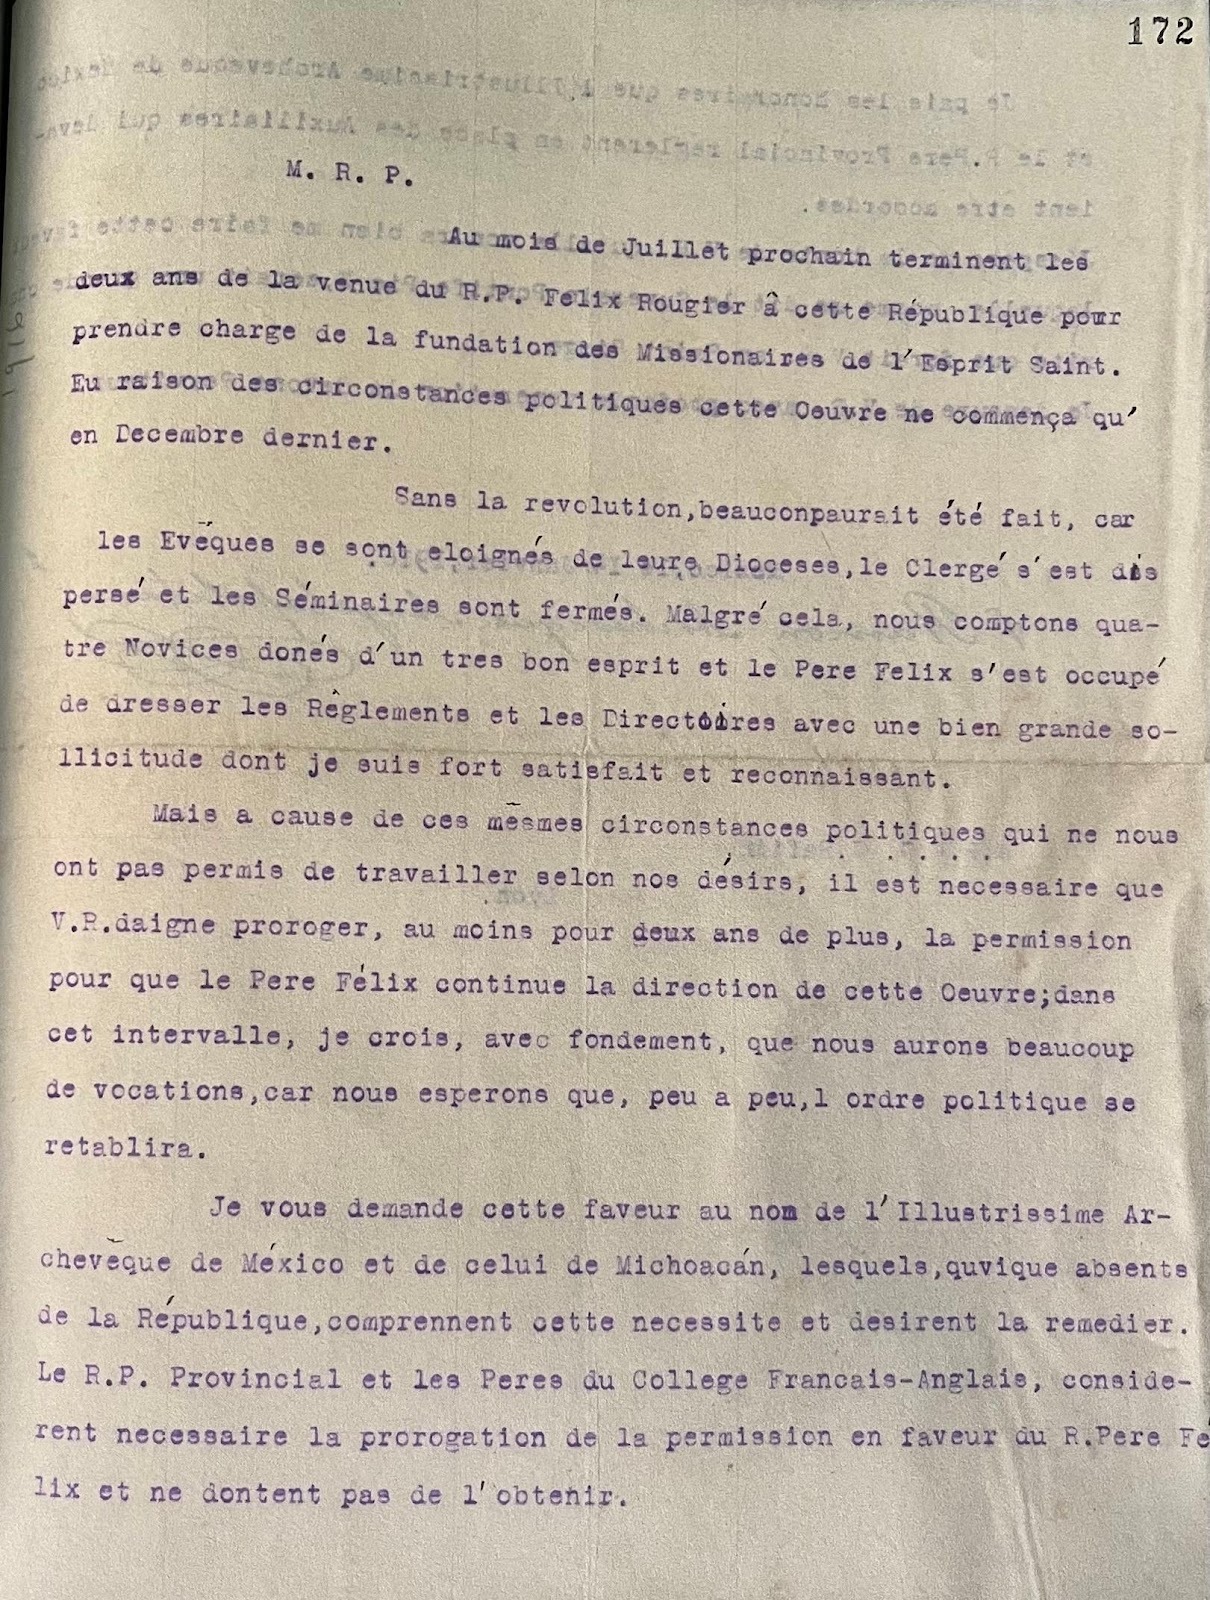 172
M. R. P.
Au mois de Juillet prochain terminent les
deux ans de la venue du R.P. Felix Rougier â cette République pour
prendre charge de la fundation des Missionaires de l'Esprit Saint.
Eu raison des circonstances politiques cette Oeuvre ne commença qu'
en Decembre dernier.
Sans la revolution,beauconpaurait été fait, car
les Evêques se sont eloignés de leurs Dioceses,le Clergé s'est dis
persé et les Séminaires sont fermés. Malgré cela, nous comptons qua-
tre Novices donés d'un tres bon esprit et le Pere Felix s'est occupé
de dresser les Rêglements et les Directoires avec une bien grande so-
llicitude dont je suis fort satisfait et reconnaissant.
Mais a cause de ces mêsmes circonstances politiques qui ne nous
ont pas permis de travailler selon nos désirs, il est necessaire que
V.R.daigne proroger, au moins pour deux ans de plus, la permission
pour que le Pere Félix continue la direction de cette Oeuvre;dans
cet intervalle, je crois, avec fondement, que nous aurons beaucoup
de vocations,car nous esperons que, peu a peu,l ordre politique se
retablira.
Je vous demande cette faveur au nom de l'Illustrissime Ar-
chevêque de México et de celui de Michoacán, lesquels,quvique absents
de la République,comprennent cette necessite et desirent la remedier.
Le R.P. Provincial et les Peres du College Francais-Anglais, conside-
rent necessaire la prorogation de la permission en faveur du R.Pere Fé
lix et ne dontent pas de l'obtenir.